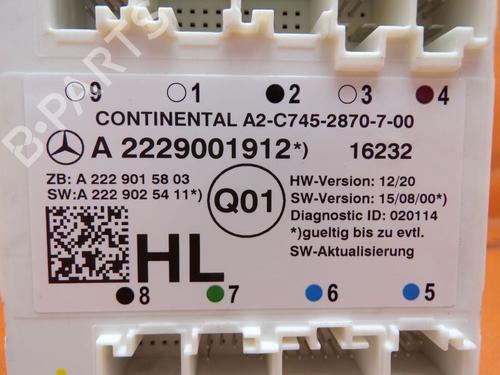 9 1 2 3 4
CONTINENTAL A2-C745-2870-7-00
A 2229001912*) 16232
ZB: A 222 901 58 03
SW:A 222 902 54 11*)
Q01
HW-Version: 12/20
SW-Version: 15/08/00*)
Diagnostic ID: 020114
*)gueltig bis zu evtl.
SW-Aktualisierung
HL
8 7 6 5
B-PARTS